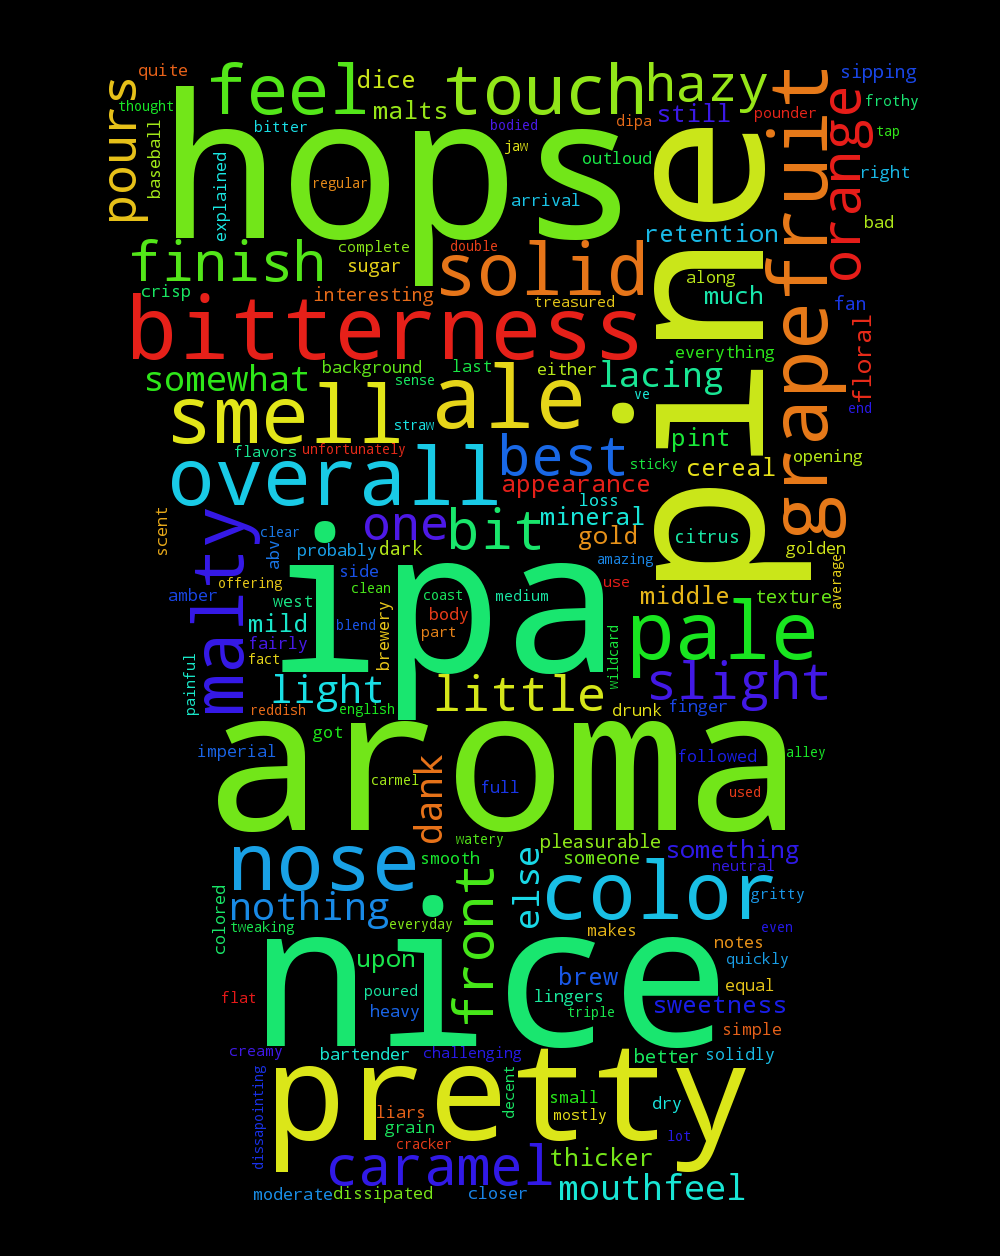 quite
sipping
feel
dice
touch
hazy
pours
thought
malts
still
pounder
frothy
baseball
bitter
bodied
dipa
tap
hops
jaw
outloud
pine
grapefruit
orange
right
explained
regular
arrival
bad
retention
finish
complete
double
solid
sugar
along
crisp
interesting
treasured
much
fan
bitterness
floral
everything
background
last
either
lacing
somewhat
sense
ve
end
smell
straw
ale
pint
flavors
unfortunately
best
sticky
cereal
opening
overall
appearance
loss
scent
malty
clear
one
bit
mineral
gold
citrus
golden
abv
probably
dark
amazing
average
side
offering
clean
ipa
use
amber
west
coast
medium
middle
texture
mild
blend
brewery
body
part
wildcard
pale
fairly
fact
painful
light
little
slight
reddish
english
drunk
finger
got
imperial
aroma
followed
alley
carmel
dank
full
used
watery
pleasurable
nose
smooth
else
someone
something
neutral
color
gritty
nothing
front
colored
tweaking
everyday
makes
even
nice
notes
upon
quickly
brew
equal
flat
poured
lingers
heavy
triple
sweetness
simple
creamy
bartender
challenging
better
solidly
dissapointing
pretty
decent
small
dry
liars
mostly
grain
lot
cracker
caramel
thicker
moderate
dissipated
closer
mouthfeel